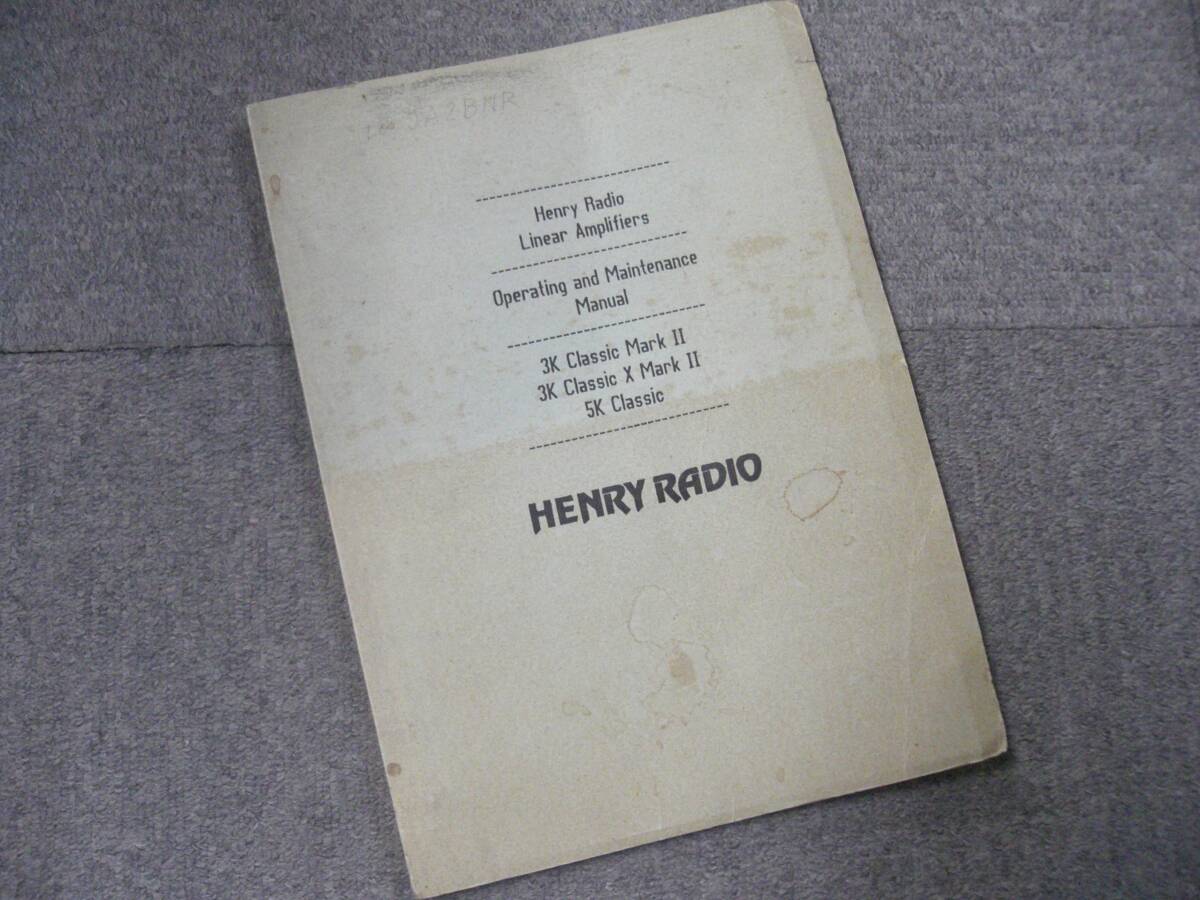 JA2BMR
--------------------------
Henry Radio
Linear Amplifiers
--------------------------
Operating and Maintenance
Manual
--------------------------
3K Classic Mark II
3K Classic X Mark II
5K Classic
--------------------------
HENRY RADIO